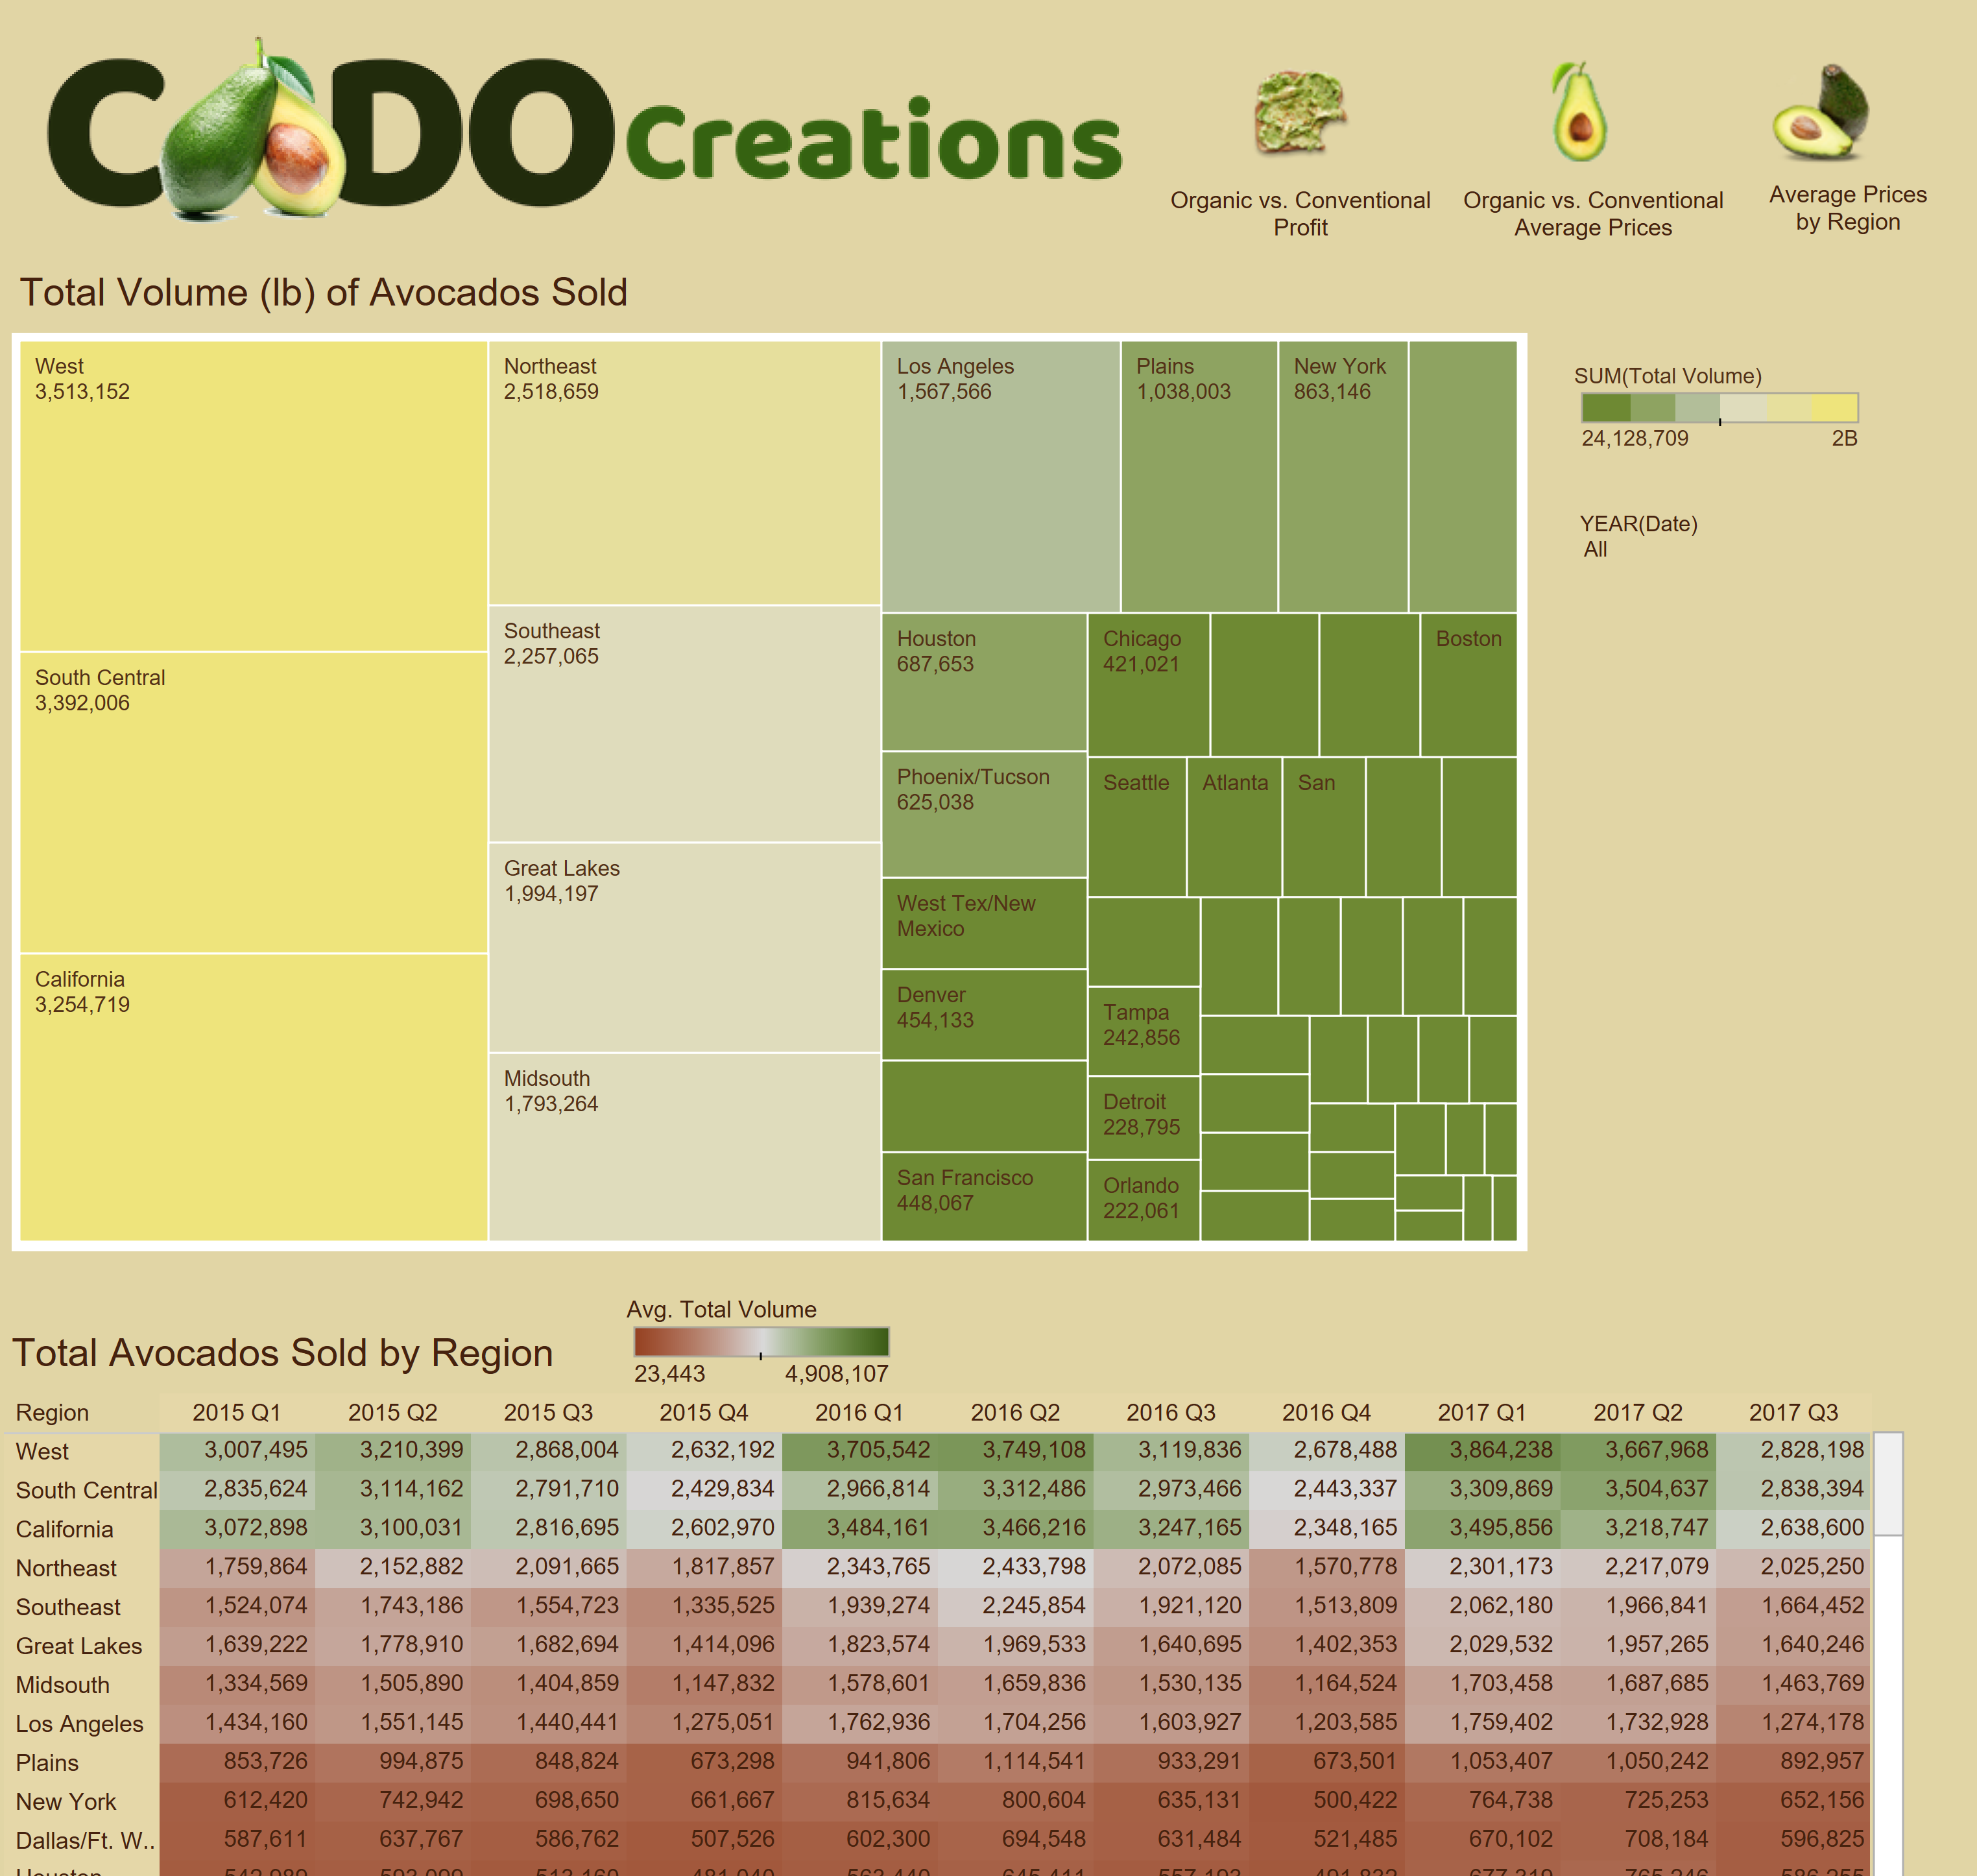 CADO Creations
Organic vs. Conventional
Profit
Organic vs. Conventional
Average Prices
Average Prices
by Region
Total Volume (lb) of Avocados Sold
West
3,513,152
South Central
3,392,006
California
3,254,719
Northeast
2,518,659
Southeast
2,257,065
Great Lakes
1,994,197
Midsouth
1,793,264
Los Angeles
1,567,566
Plains
1,038,003
New York
863,146
Houston
687,653
Phoenix/Tucson
625,038
West Tex/New
Mexico
Denver
454,133
San Francisco
448,067
Chicago
421,021
Boston
Seattle
Atlanta
San
Tampa
242,856
Detroit
228,795
Orlando
222,061
SUM(Total Volume)
24,128,709 2B
YEAR(Date)
All
Total Avocados Sold by Region
Avg. Total Volume
23,443 4,908,107
Region 2015 Q1 2015 Q2 2015 Q3 2015 Q4 2016 Q1 2016 Q2 2016 Q3 2016 Q4 2017 Q1 2017 Q2 2017 Q3
West 3,007,495 3,210,399 2,868,004 2,632,192 3,705,542 3,749,108 3,119,836 2,678,488 3,864,238 3,667,968 2,828,198
South Central 2,835,624 3,114,162 2,791,710 2,429,834 2,966,814 3,312,486 2,973,466 2,443,337 3,309,869 3,504,637 2,838,394
California 3,072,898 3,100,031 2,816,695 2,602,970 3,484,161 3,466,216 3,247,165 2,348,165 3,495,856 3,218,747 2,638,600
Northeast 1,759,864 2,152,882 2,091,665 1,817,857 2,343,765 2,433,798 2,072,085 1,570,778 2,301,173 2,217,079 2,025,250
Southeast 1,524,074 1,743,186 1,554,723 1,335,525 1,939,274 2,245,854 1,921,120 1,513,809 2,062,180 1,966,841 1,664,452
Great Lakes 1,639,222 1,778,910 1,682,694 1,414,096 1,823,574 1,969,533 1,640,695 1,402,353 2,029,532 1,957,265 1,640,246
Midsouth 1,334,569 1,505,890 1,404,859 1,147,832 1,578,601 1,659,836 1,530,135 1,164,524 1,703,458 1,687,685 1,463,769
Los Angeles 1,434,160 1,551,145 1,440,441 1,275,051 1,762,936 1,704,256 1,603,927 1,203,585 1,759,402 1,732,928 1,274,178
Plains 853,726 994,875 848,824 673,298 941,806 1,114,541 933,291 673,501 1,053,407 1,050,242 892,957
New York 612,420 742,942 698,650 661,667 815,634 800,604 635,131 500,422 764,738 725,253 652,156
Dallas/Ft. W.. 587,611 637,767 586,762 507,526 602,300 694,548 631,484 521,485 670,102 708,184 596,825
Houston